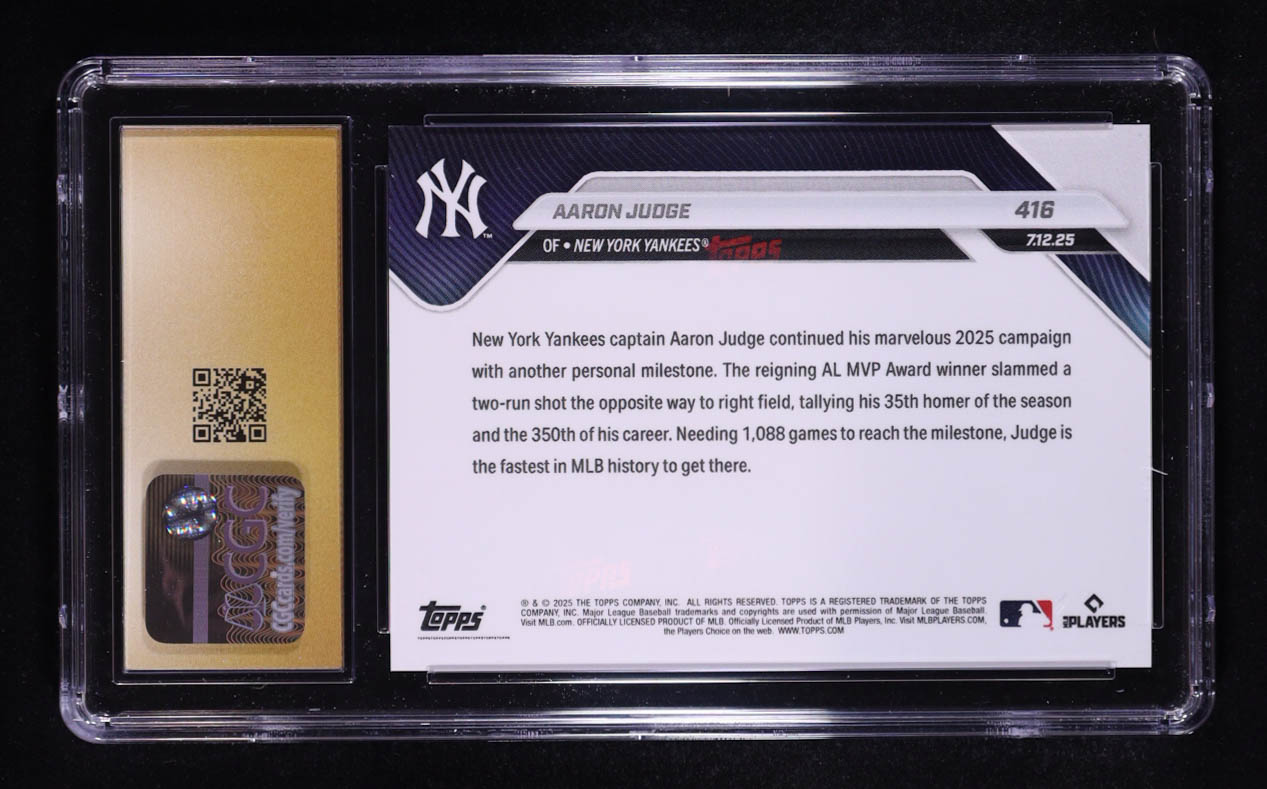 NY
TM
AARON JUDGE
416
OF • NEW YORK YANKEES®
7.12.25
Topps
New York Yankees captain Aaron Judge continued his marvelous 2025 campaign
with another personal milestone. The reigning AL MVP Award winner slammed a
two-run shot the opposite way to right field, tallying his 35th homer of the season
and the 350th of his career. Needing 1,088 games to reach the milestone, Judge is
the fastest in MLB history to get there.
CGC
CGCcards.com/verify
Topps
Topps®
® & © 2025 THE TOPPS COMPANY, INC. ALL RIGHTS RESERVED. TOPPS IS A REGISTERED TRADEMARK OF THE TOPPS
COMPANY, INC. Major League Baseball trademarks and copyrights are used with permission of Major League Baseball.
Visit MLB.com. OFFICIALLY LICENSED PRODUCT OF MLB. Officially Licensed Product of MLB Players, Inc. Visit MLBPLAYERS.COM,
the Players Choice on the web. WWW.TOPPS.COM
MLB PLAYERS